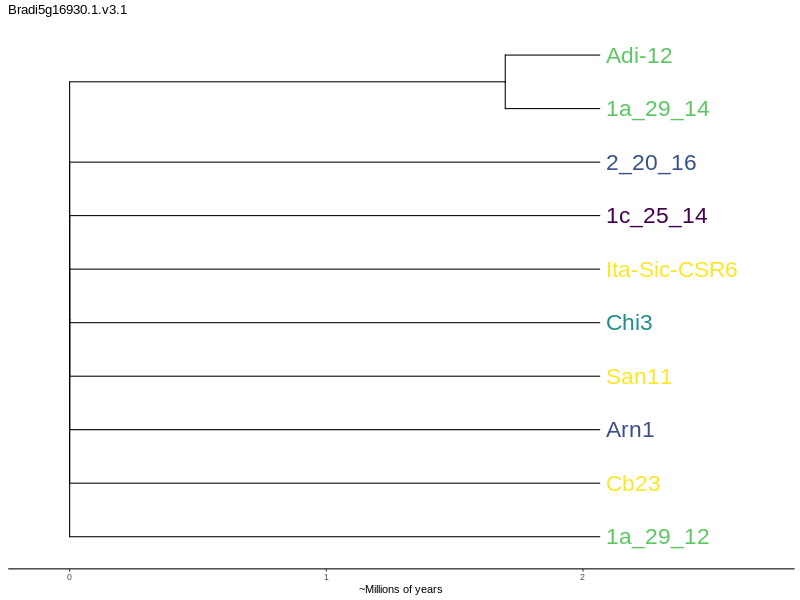 Bradi5g16930.1.v3.1
Adi-12
1a_29_14
2_20_16
1c_25_14
Ita-Sic-CSR6
Chi3
San11
Arn1
Cb23
1a_29_12
0 1 2
~Millions of years